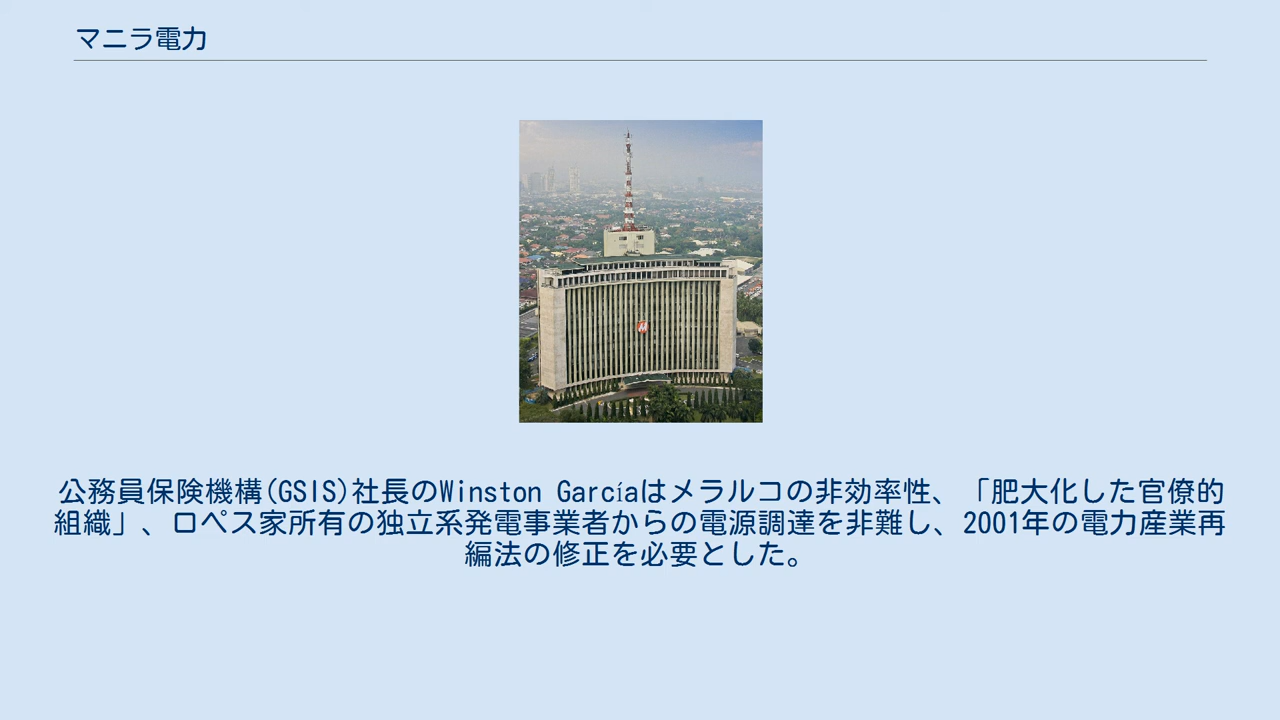 マニラ電力
公務員保険機構(GSIS)社長のWinston Garcíaはメラルコの非効率性、「肥大化した官僚的
組織」、ロペス家所有の独立系発電事業者からの電源調達を非難し、2001年の電力産業再
編法の修正を必要とした。